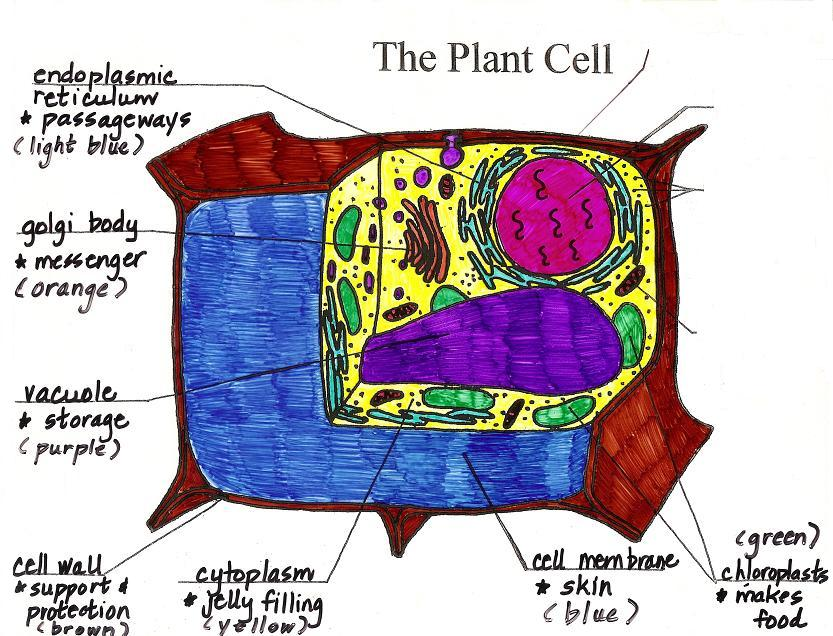 The Plant Cell
endoplasmic
reticulum
* passageways
(light blue)
golgi body
* messenger
(orange)
vacuole
* storage
(purple)
cell wall
* support &
protection
(brown)
cytoplasm
* jelly filling
(yellow)
cell membrane
* skin
(blue)
(green)
chloroplasts
* makes
food